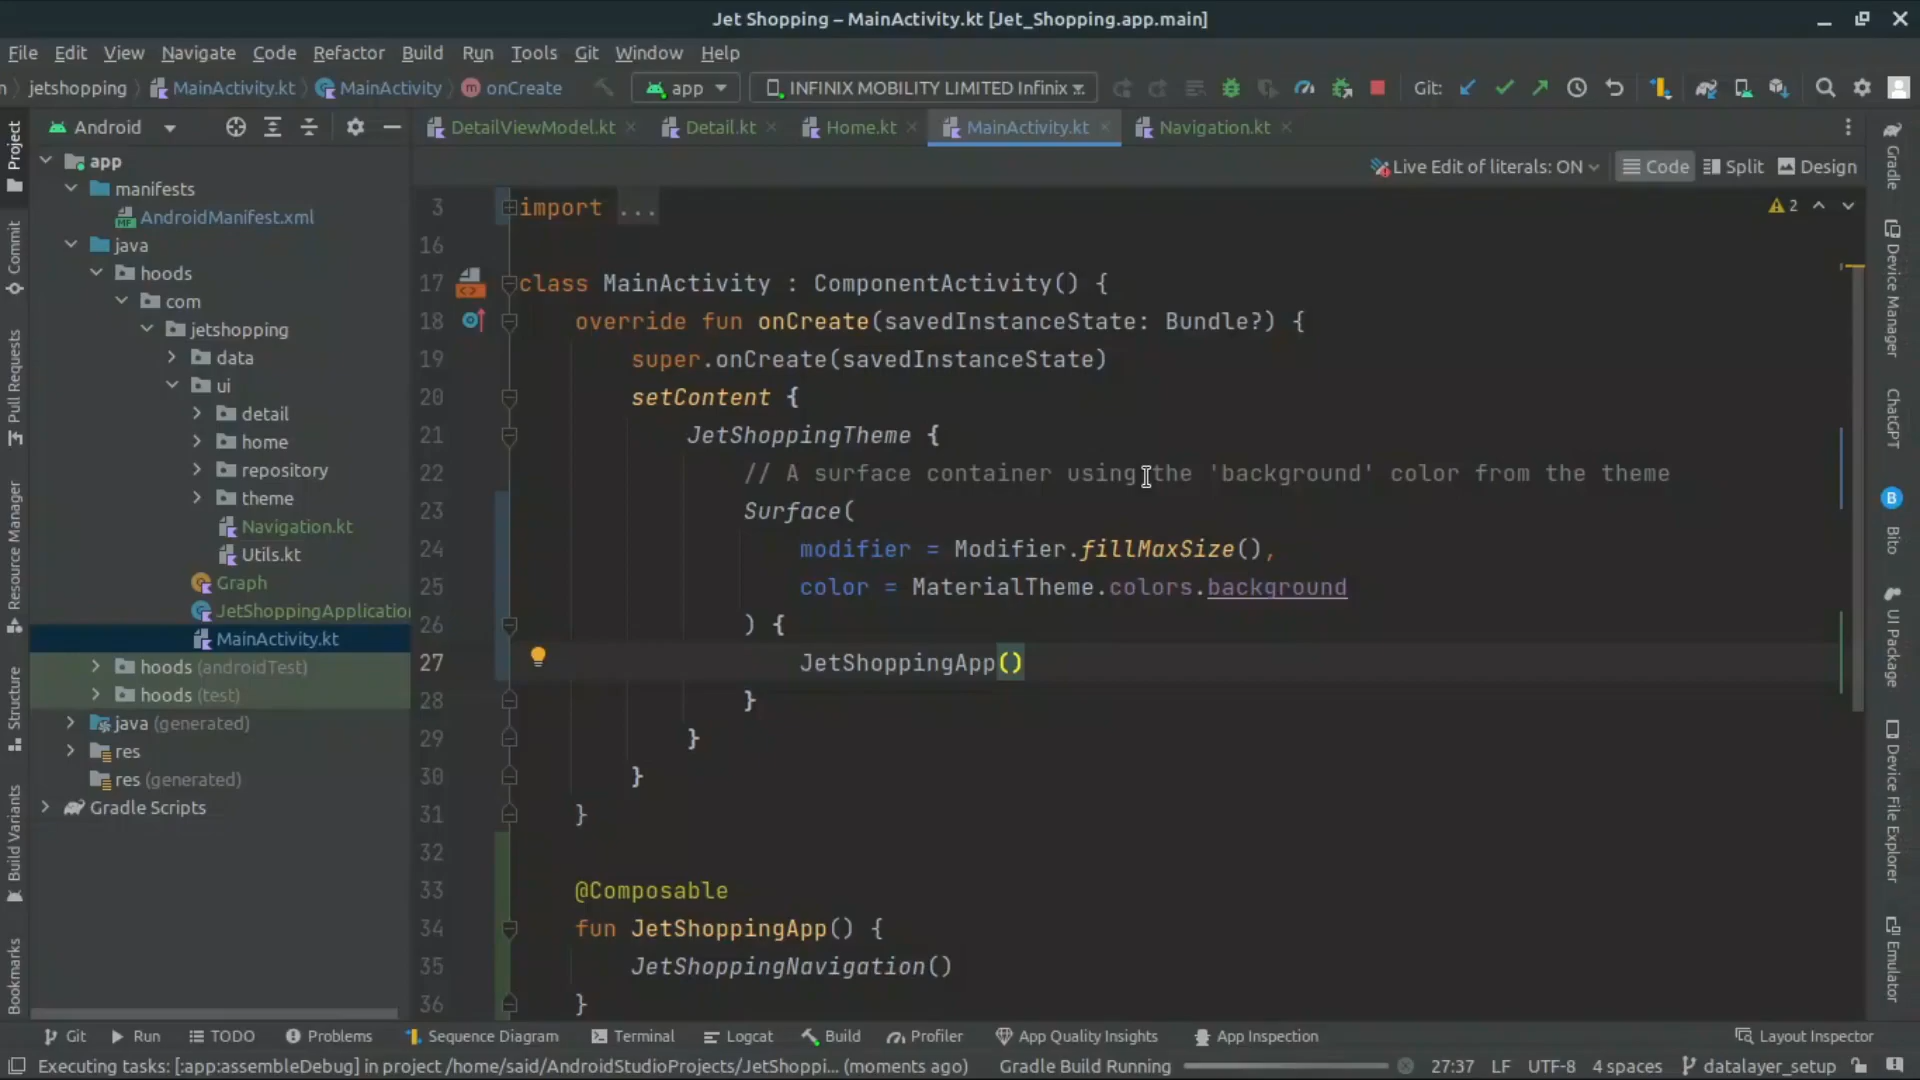 Jet Shopping – MainActivity.kt [Jet_Shopping.app.main]
File Edit View Navigate Code Refactor Build Run Tools Git Window Help
jetshopping MainActivity.kt MainActivity onCreate app INFINIX MOBILITY LIMITED Infinix Git:
Android DetailViewModel.kt Detail.kt Home.kt MainActivity.kt Navigation.kt
Live Edit of literals: ON Code Split Design
Project
Commit
Pull Requests
Resource Manager
Structure
Build Variants
Bookmarks
app
manifests
AndroidManifest.xml
java
hoods
com
jetshopping
data
ui
detail
home
repository
theme
Navigation.kt
Utils.kt
Graph
JetShoppingApplicatio
MainActivity.kt
hoods (androidTest)
hoods (test)
java (generated)
res
res (generated)
Gradle Scripts
3 import ...
2
16
17 class MainActivity : ComponentActivity() {
18 override fun onCreate(savedInstanceState: Bundle?) {
19 super.onCreate(savedInstanceState)
20 setContent {
21 JetShoppingTheme {
22 // A surface container using the 'background' color from the theme
23 Surface(
24 modifier = Modifier.fillMaxSize(),
25 color = MaterialTheme.colors.background
26 ) {
27 JetShoppingApp()
28 }
29 }
30 }
31 }
32
33 @Composable
34 fun JetShoppingApp() {
35 JetShoppingNavigation()
36 }
Gradle
Device Manager
ChatGPT
B
Bito
UI Package
Device File Explorer
Emulator
Git Run TODO Problems Sequence Diagram Terminal Logcat Build Profiler App Quality Insights App Inspection Layout Inspector
Executing tasks: [:app:assembleDebug] in project /home/said/AndroidStudioProjects/JetShoppi... (moments ago) Gradle Build Running 27:37 LF UTF-8 4 spaces datalayer_setup